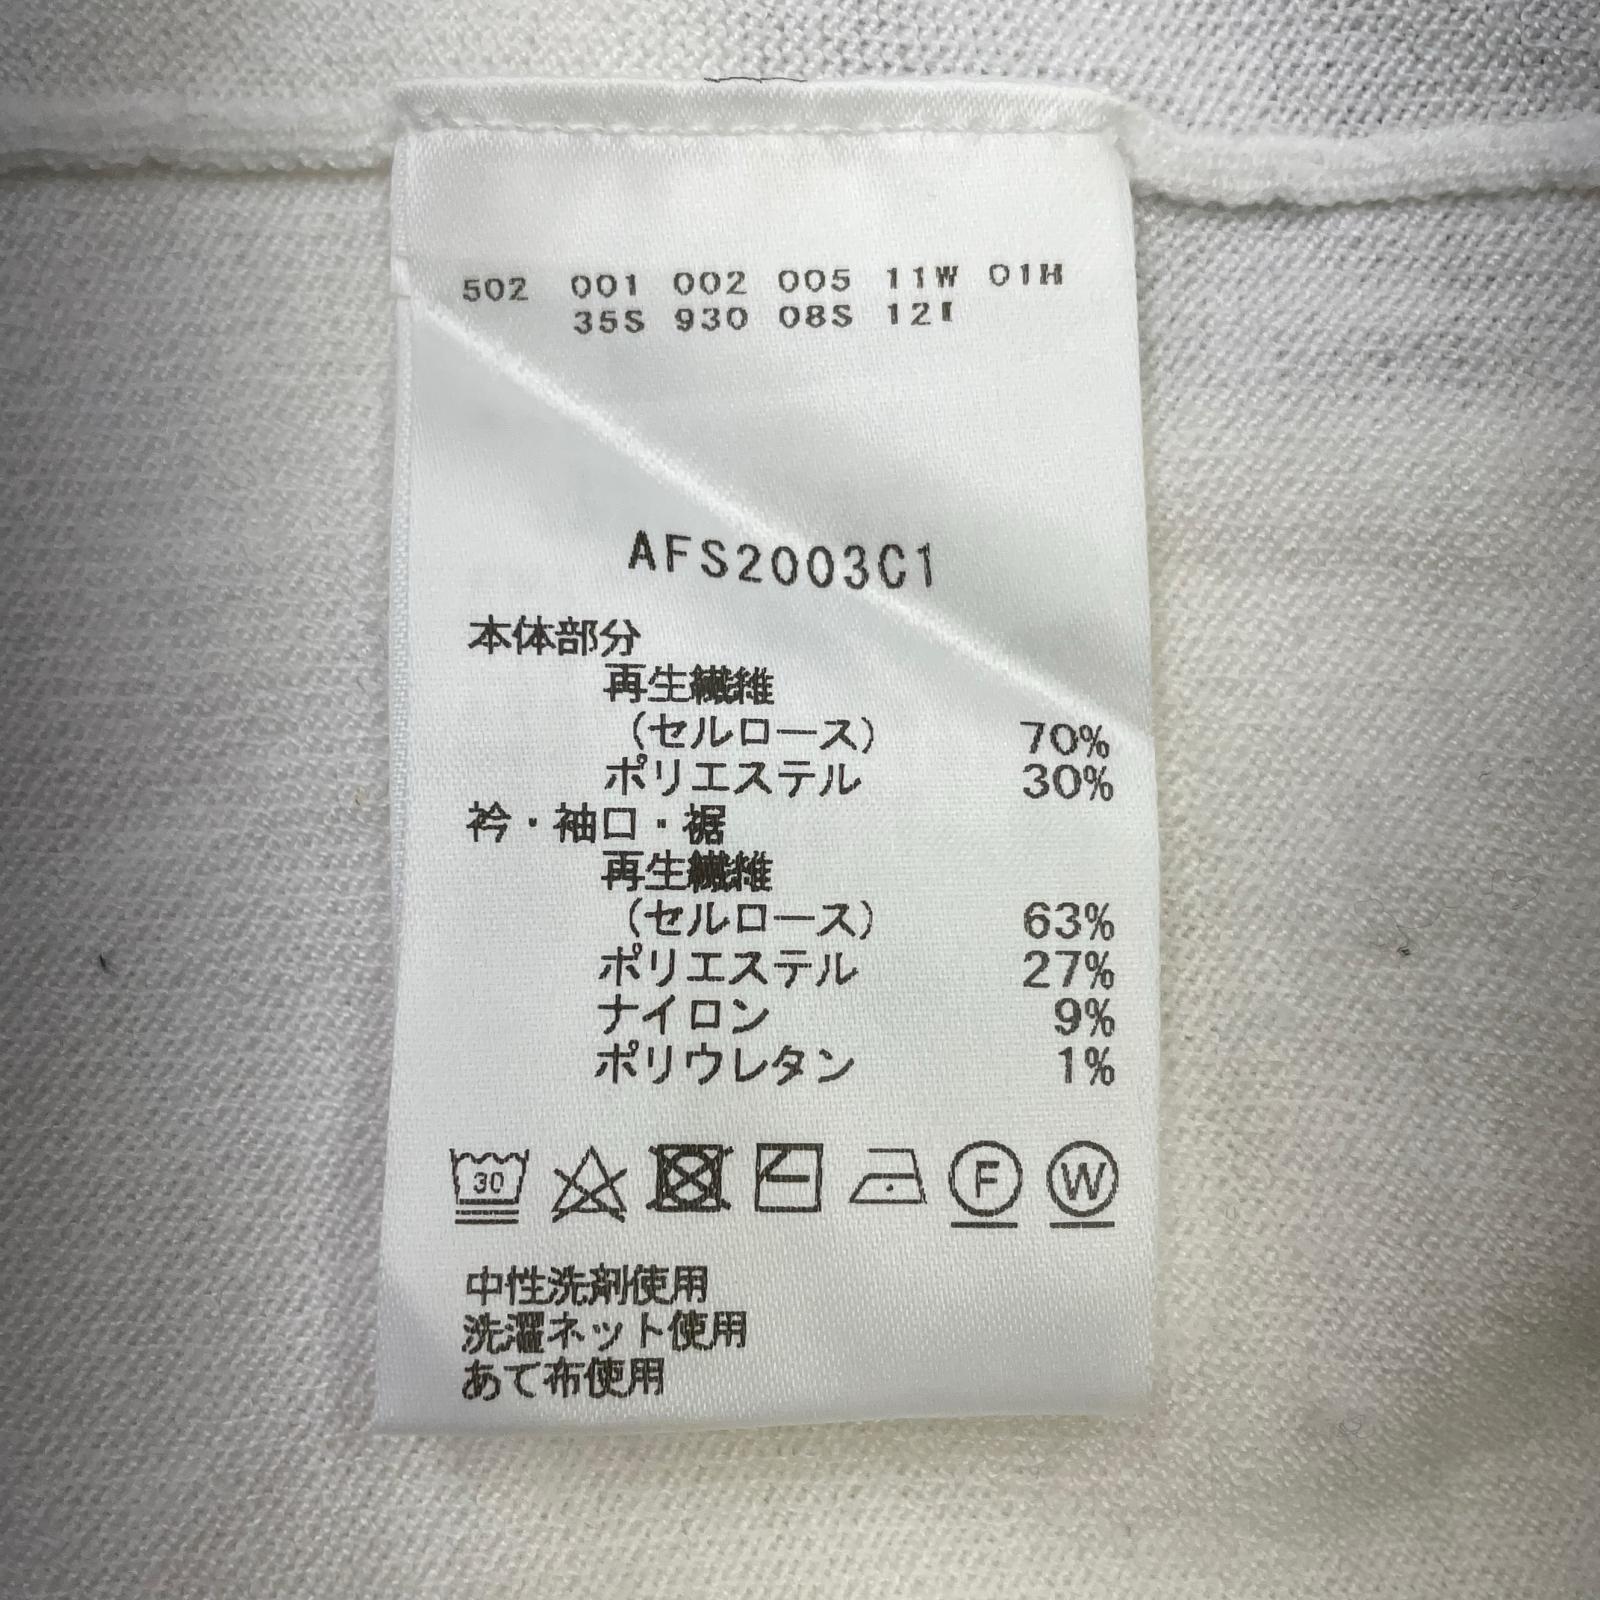 502 001 002 005 11W 01H
35S 930 08S 12I
AFS2003C1
本体部分
再生繊維
(セルロース) 70%
ポリエステル 30%
衿・袖口・裾
再生繊維
(セルロース) 63%
ポリエステル 27%
ナイロン 9%
ポリウレタン 1%
30 F W
中性洗剤使用
洗濯ネット使用
あて布使用